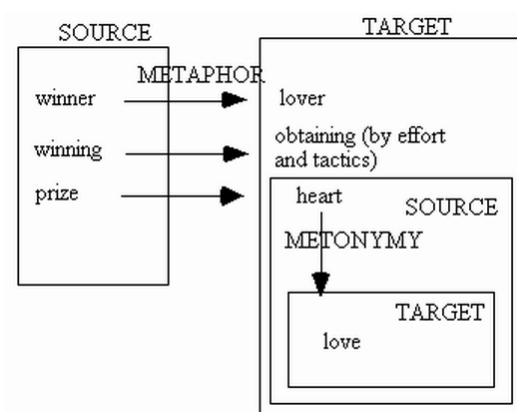 SOURCE
TARGET
METAPHOR
winner
lover
winning
obtaining (by effort
and tactics)
prize
heart
SOURCE
METONYMY
TARGET
love